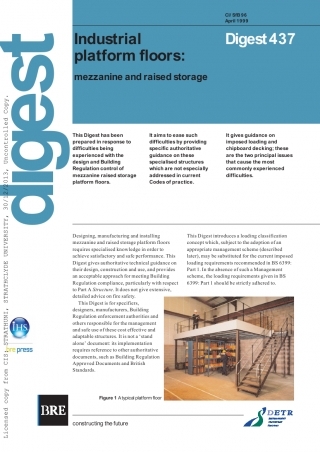 CI/SfB 96
April 1999
Industrial
platform floors:
mezzanine and raised storage
Digest 437
digest
This Digest has been
prepared in response to
difficulties being
experienced with the
design and Building
Regulation control of
mezzanine raised storage
platform floors.
It aims to ease such
difficulties by providing
specific authoritative
guidance on these
specialised structures
which are not especially
addressed in current
Codes of practice.
It gives guidance on
imposed loading and
chipboard decking; these
are the two principal issues
that cause the most
commonly experienced
difficulties.
Designing, manufacturing and installing
mezzanine and raised storage platform floors
requires specialised knowledge in order to
achieve satisfactory and safe performance. This
Digest gives authoritative technical guidance on
their design, construction and use, and provides
an acceptable approach for meeting Building
Regulation compliance, particularly with respect
to Part A Structure. It does not give extensive,
detailed advice on fire safety.
This Digest is for specifiers,
designers, manufacturers, Building
Regulation enforcement authorities and
others responsible for the management
and safe use of these cost effective and
adaptable structures. It is not a 'stand
alone' document: its implementation
requires reference to other authoritative
documents, such as Building Regulation
Approved Documents and British
Standards.
This Digest introduces a loading classification
concept which, subject to the adoption of an
appropriate management scheme (described
later), may be substituted for the current imposed
loading requirements recommended in BS 6399:
Part 1. In the absence of such a Management
scheme, the loading requirements given in BS
6399: Part 1 should be strictly adhered to.
Figure 1 A typical platform floor
IHS
press
BRE
constructing the future
DETR
Licensed copy from CIS: STRATHUNI, STRATHCLYDE UNIVERSITY, 30/12/2013, Uncontrolled Copy.